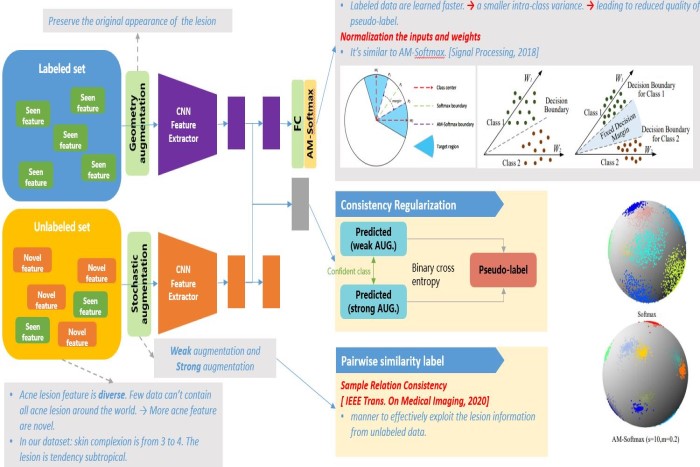 Preserve the original appearance of the lesion
• Labeled data are learned faster. → a smaller intra-class variance. → leading to reduced quality of
pseudo-label.
Normalization the inputs and weights
• It's similar to AM-Softmax. [Signal Processing, 2018]
Labeled set
Seen
feature
Seen
feature
Seen
feature
Seen
feature
Seen
feature
Geometry
augmentation
CNN
Feature
Extractor
FC
AM-Softmax
margin
Class center
Softmax boundary
AM-Softmax boundary
Target region
W₁
Class 1
Decision
Boundary
W₂
Class 2
W₁
Decision Boundary
for Class 1
Class 1
Fixed Decision
Margin
Decision Boundary
for Class 2
W₂
Class 2
Unlabeled set
Novel
feature
Novel
feature
Novel
feature
Seen
feature
Seen
feature
Novel
feature
Stochastic
augmentation
CNN
Feature
Extractor
Weak augmentation and
Strong augmentation
Consistency Regularization
Predicted
(weak AUG.)
Confident class
Binary cross
entropy
Pseudo-label
Predicted
(strong AUG.)
Pairwise similarity label
Sample Relation Consistency
[ IEEE Trans. On Medical Imaging, 2020]
• manner to effectively exploit the lesion information
from unlabeled data.
Softmax
AM-Softmax (s=10,m=0.2)
• Acne lesion feature is diverse. Few data can't contain
all acne lesion around the world. → More acne feature
are novel.
• In our dataset: skin complexion is from 3 to 4. The
lesion is tendency subtropical.